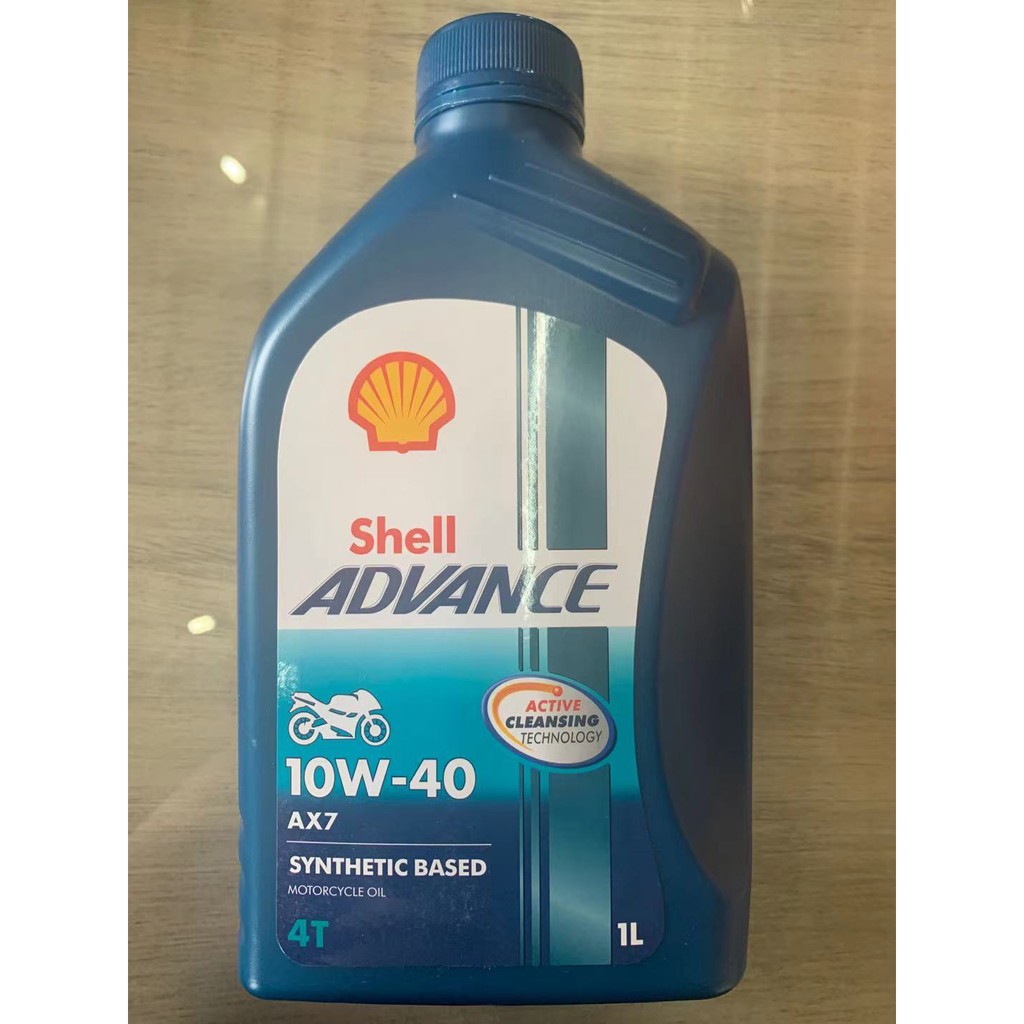 Shell
ADVANCE
ACTIVE
CLEANSING
TECHNOLOGY
10W-40
AX7
SYNTHETIC BASED
MOTORCYCLE OIL
4T
1L